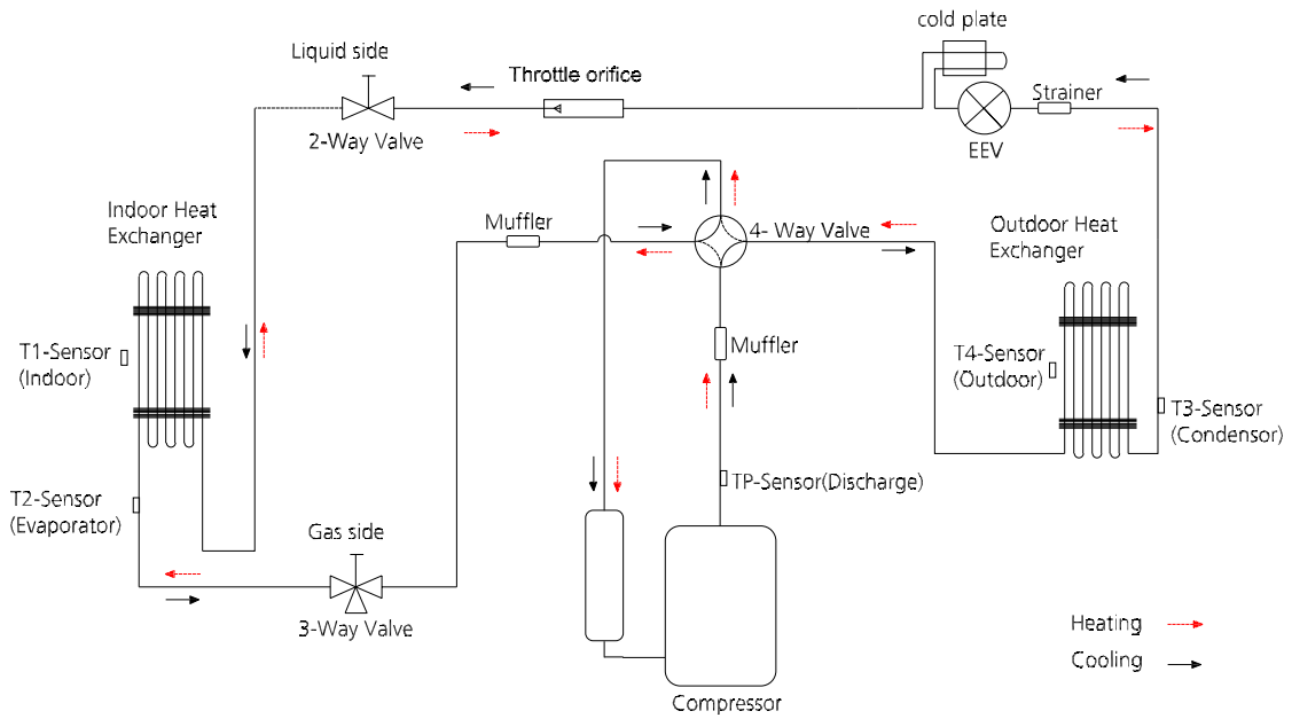 cold plate
Liquid side
Throttle orifice
Strainer
2-Way Valve
EEV
Indoor Heat
Exchanger
Muffler
4- Way Valve
Outdoor Heat
Exchanger
T1-Sensor
(Indoor)
Muffler
T4-Sensor
(Outdoor)
T3-Sensor
(Condensor)
T2-Sensor
(Evaporator)
TP-Sensor(Discharge)
Gas side
3-Way Valve
Heating
Cooling
Compressor